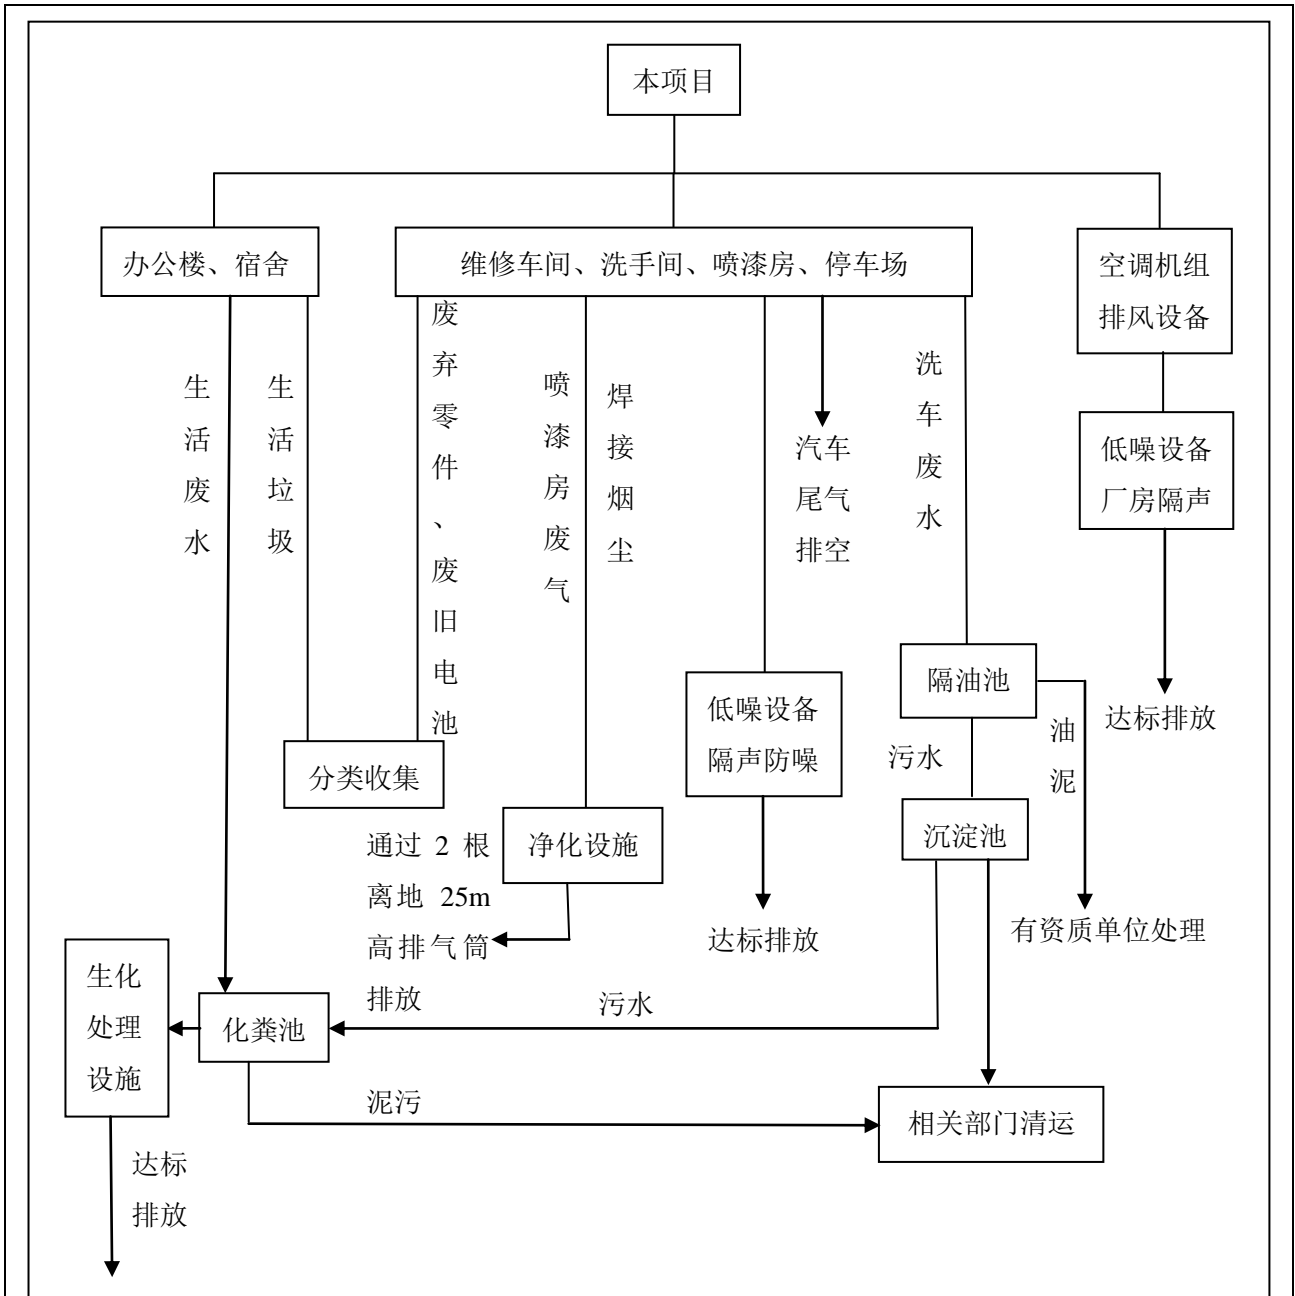 本项目
办公楼、宿舍
维修车间、洗手间、喷漆房、停车场
空调机组
排风设备
生活废水
生活垃圾
废弃零件、废旧电池
喷漆房废气
焊接烟尘
汽车
尾气
排空
洗车废水
低噪设备
厂房隔声
达标排放
隔油池
油泥
污水
低噪设备
隔声防噪
达标排放
分类收集
沉淀池
有资质单位处理
净化设施
通过 2 根
离地 25m
高排气筒
排放
污水
生化
处理
设施
化粪池
泥污
相关部门清运
达标
排放